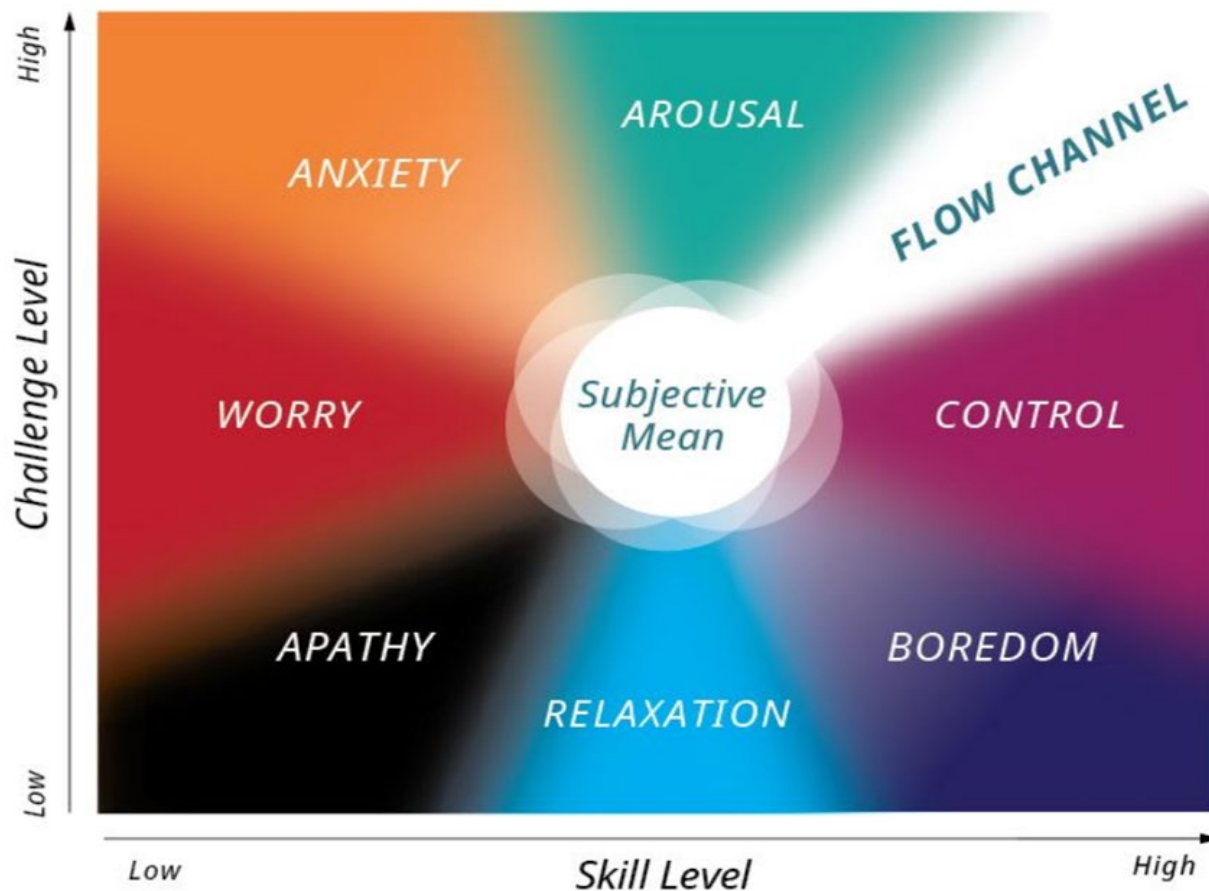 High
AROUSAL
FLOW CHANNEL
ANXIETY
Challenge Level
Subjective
Mean
WORRY
CONTROL
APATHY
BOREDOM
RELAXATION
Low
Low
Skill Level
High